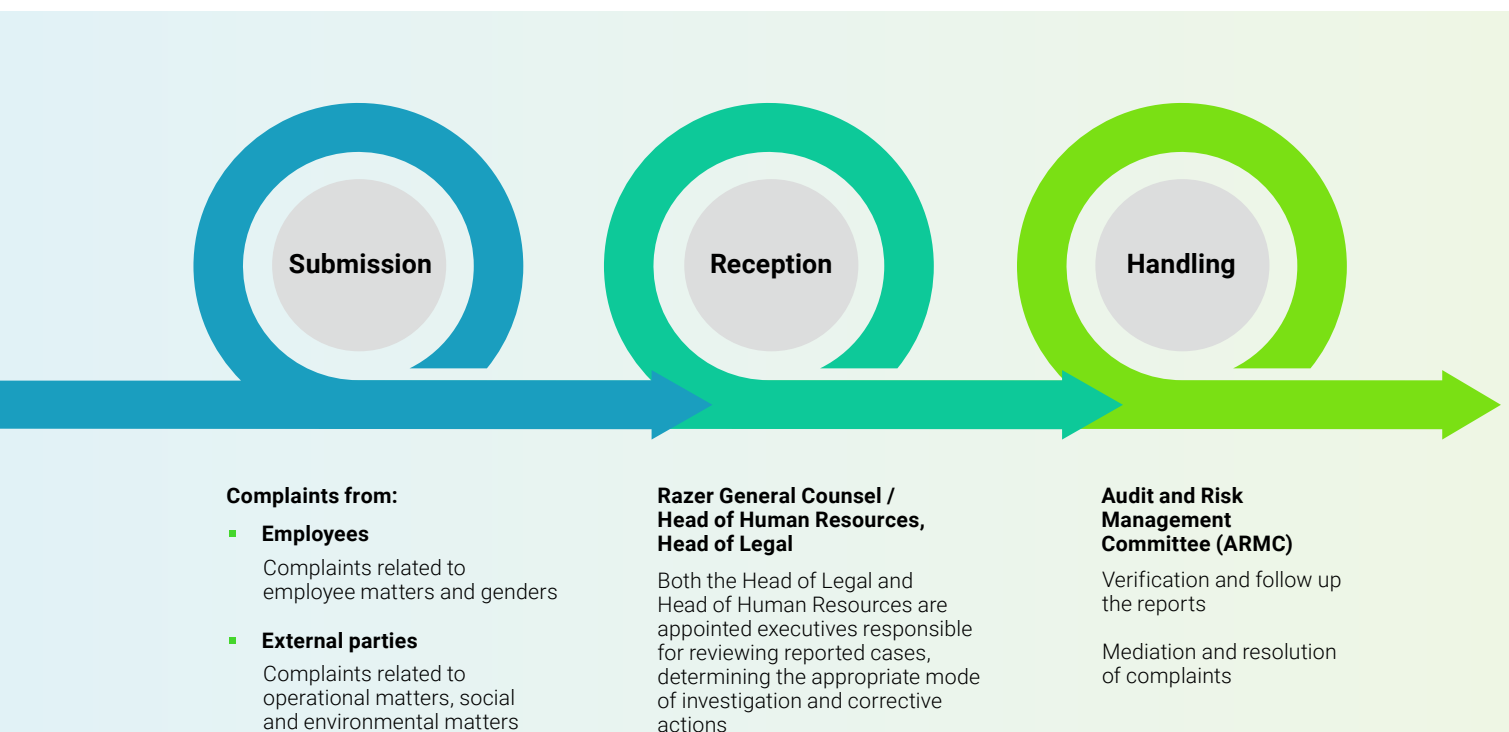 Submission
Reception
Handling
Complaints from:
Employees
Complaints related to
employee matters and genders
External parties
Complaints related to
operational matters, social
and environmental matters
Razer General Counsel /
Head of Human Resources,
Head of Legal
Both the Head of Legal and
Head of Human Resources are
appointed executives responsible
for reviewing reported cases,
determining the appropriate mode
of investigation and corrective
actions
Audit and Risk
Management
Committee (ARMC)
Verification and follow up
the reports
Mediation and resolution
of complaints